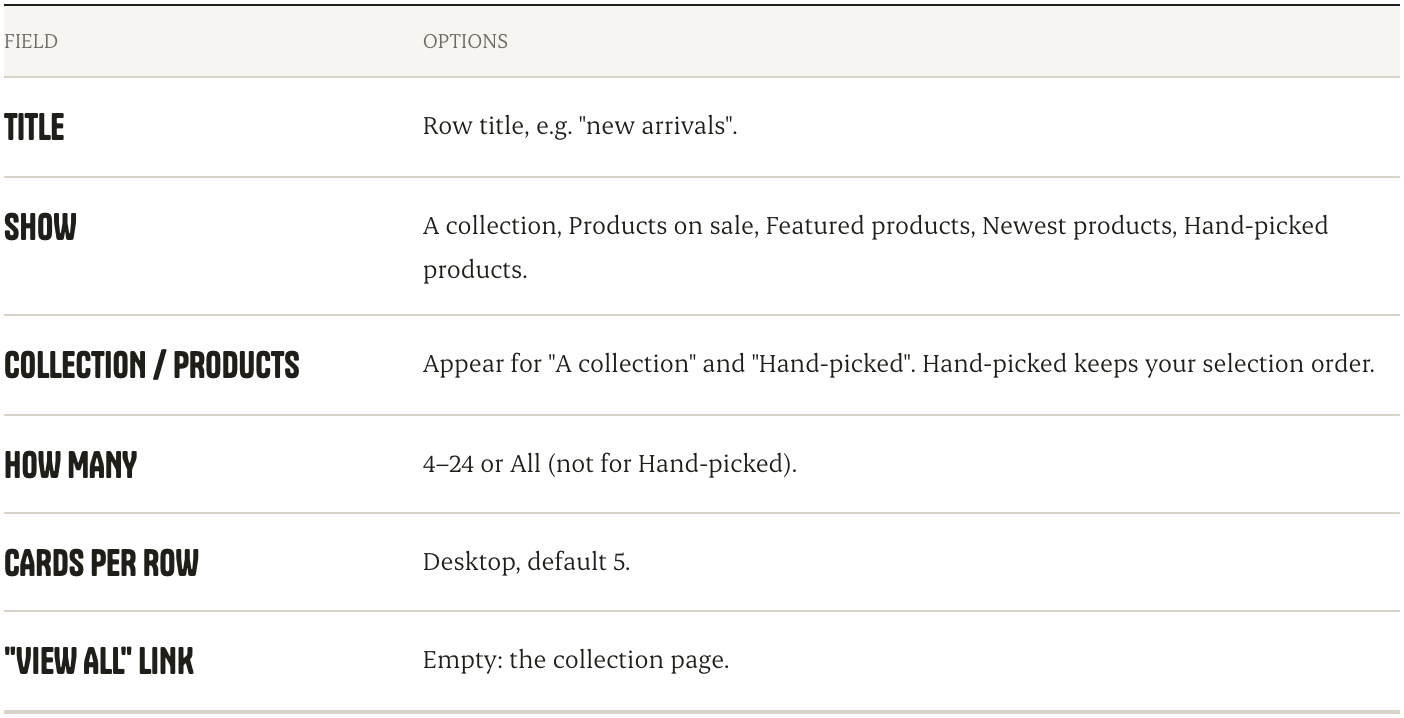 FIELD OPTIONS
TITLE Row title, e.g. "new arrivals".
SHOW A collection, Products on sale, Featured products, Newest products, Hand-picked
products.
COLLECTION / PRODUCTS Appear for "A collection" and "Hand-picked". Hand-picked keeps your selection order.
HOW MANY 4–24 or All (not for Hand-picked).
CARDS PER ROW Desktop, default 5.
"VIEW ALL" LINK Empty: the collection page.